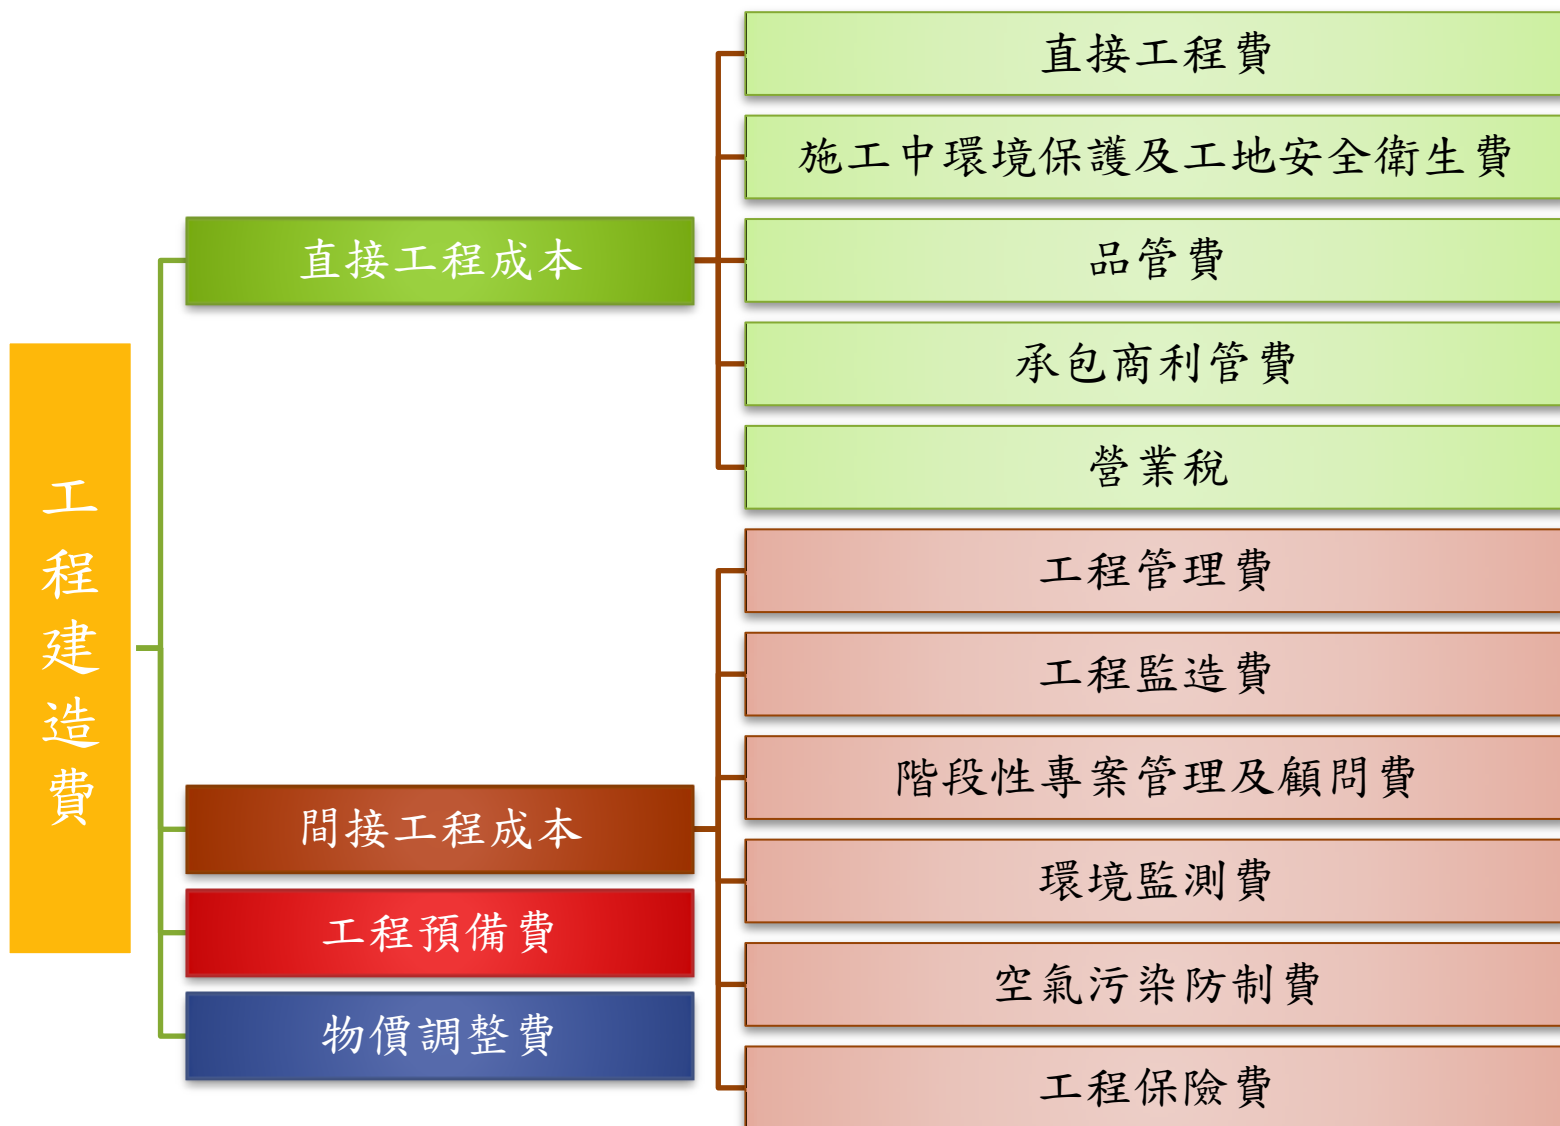 工程建造費
直接工程成本
直接工程費
施工中環境保護及工地安全衛生費
品管費
承包商利管費
營業稅
間接工程成本
工程管理費
工程監造費
階段性專案管理及顧問費
環境監測費
空氣污染防制費
工程保險費
工程預備費
物價調整費